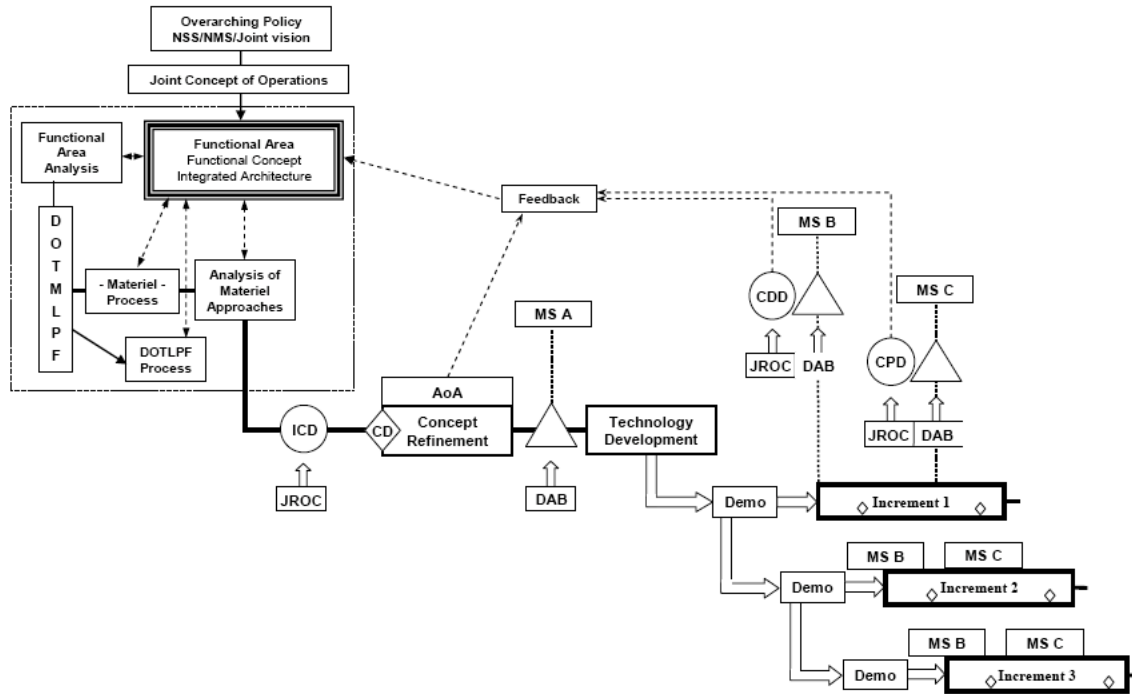 Overarching Policy
NSS/NMS/Joint vision
Joint Concept of Operations
Functional
Area
Analysis
Functional Area
Functional Concept
Integrated Architecture
Feedback
MS B
D
O
T
M
L
P
F
- Materiel -
Process
Analysis of
Materiel
Approaches
CDD
MS C
MS A
DOTLPF
Process
JROC
DAB
CPD
AoA
ICD
CD
Concept
Refinement
Technology
Development
JROC
DAB
JROC
DAB
Demo
Increment 1
MS B
MS C
Demo
Increment 2
MS B
MS C
Demo
Increment 3